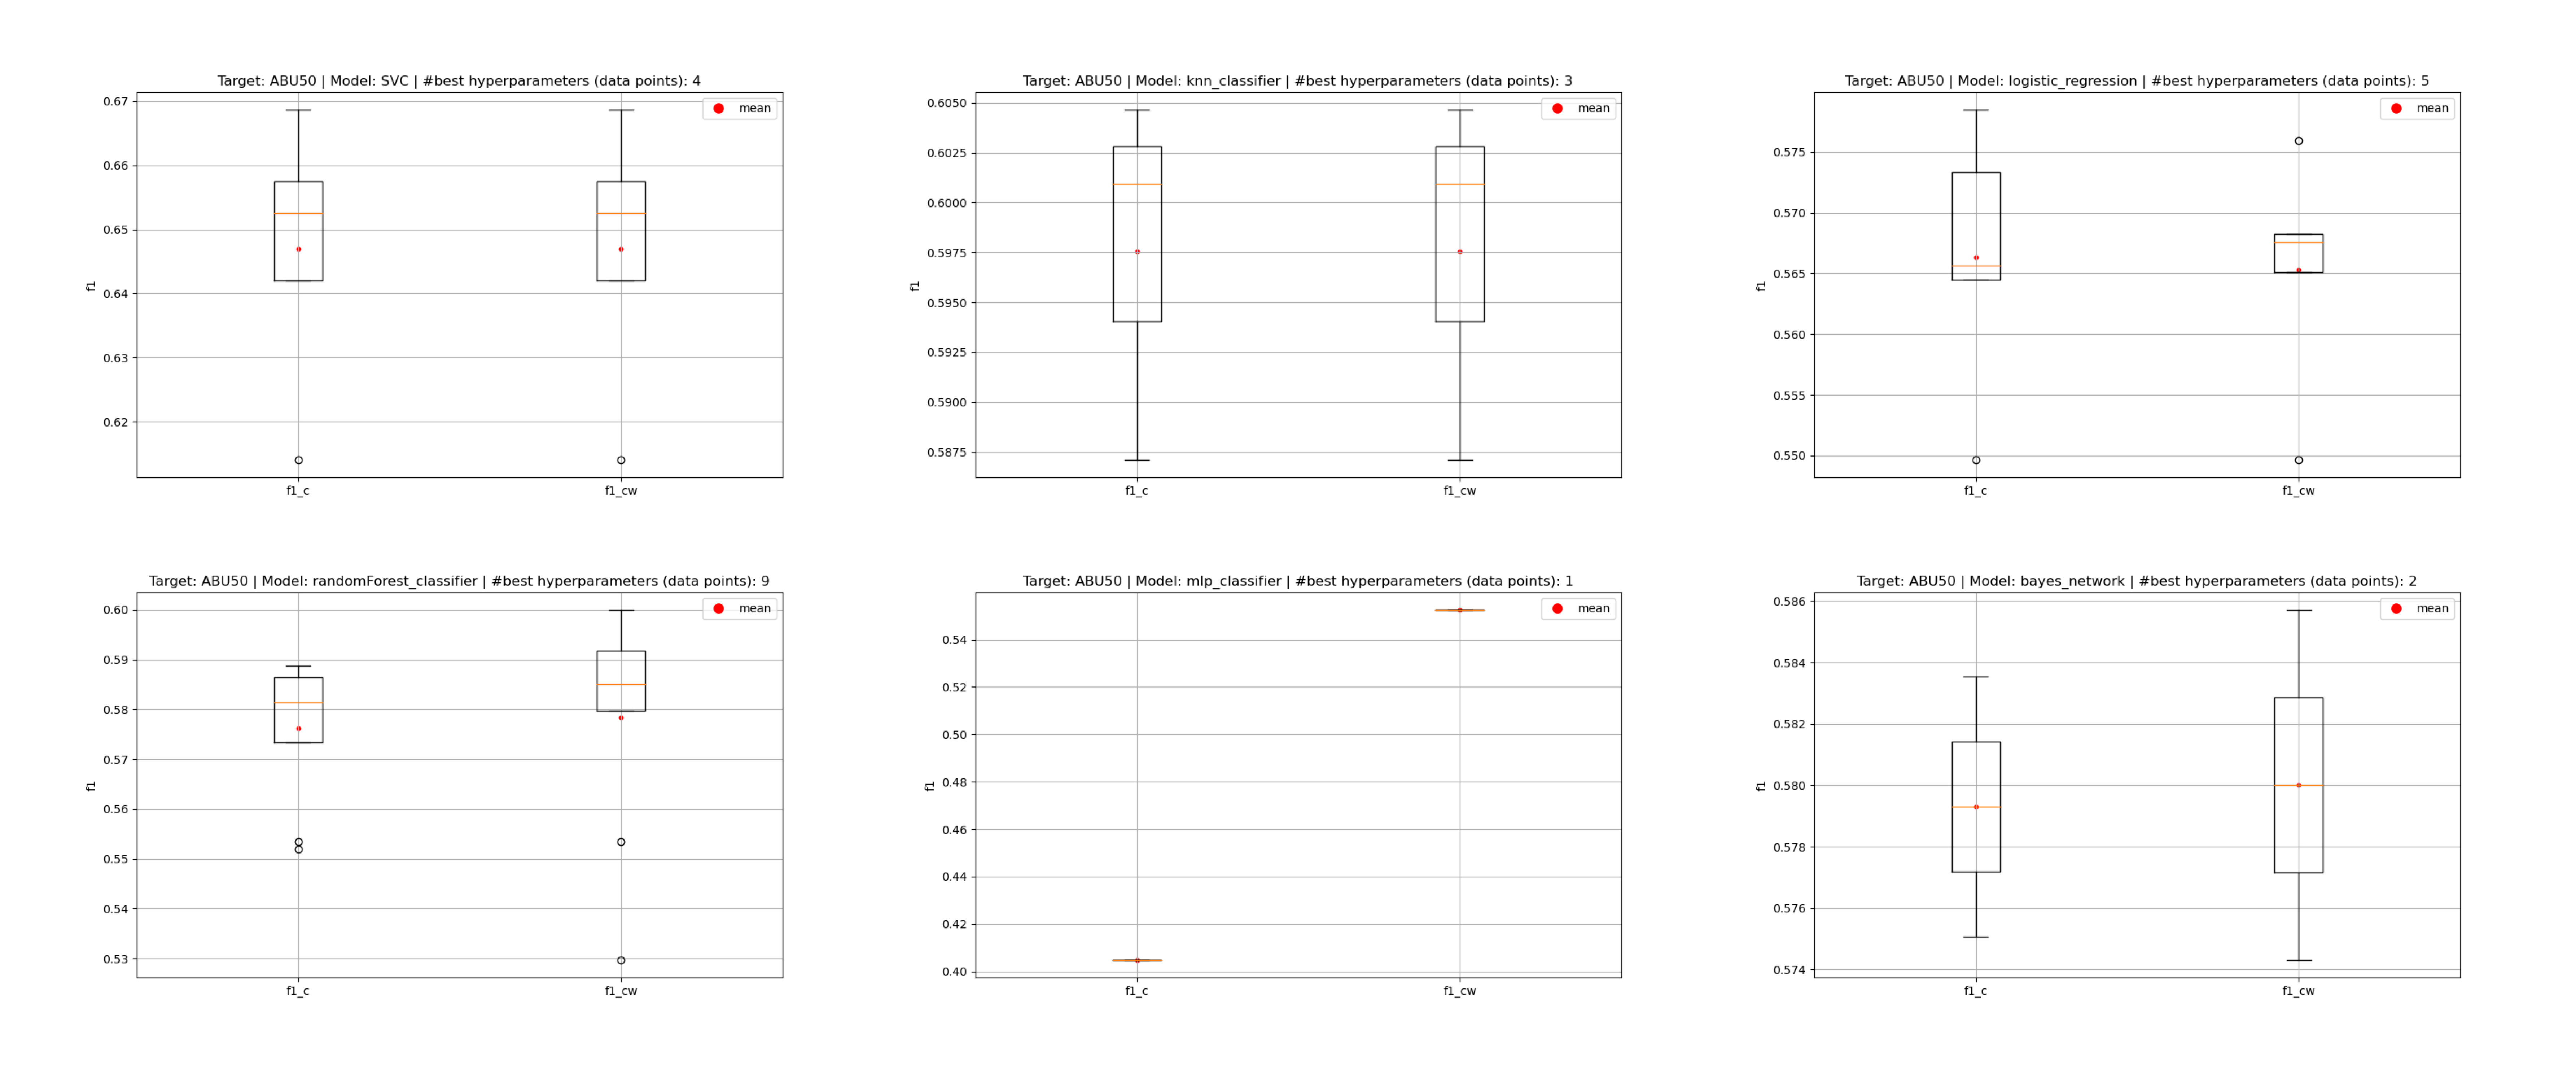 Target: ABU50 | Model: SVC | #best hyperparameters (data points): 4
0.67
0.66
0.65
0.64
0.63
0.62
f1
mean
f1_c
f1_cw
Target: ABU50 | Model: knn_classifier | #best hyperparameters (data points): 3
0.6050
0.6025
0.6000
0.5975
0.5950
0.5925
0.5900
0.5875
f1
mean
f1_c
f1_cw
Target: ABU50 | Model: logistic_regression | #best hyperparameters (data points): 5
0.575
0.570
0.565
0.560
0.555
0.550
f1
mean
f1_c
f1_cw
Target: ABU50 | Model: randomForest_classifier | #best hyperparameters (data points): 9
0.60
0.59
0.58
0.57
0.56
0.55
0.54
0.53
f1
mean
f1_c
f1_cw
Target: ABU50 | Model: mlp_classifier | #best hyperparameters (data points): 1
0.54
0.52
0.50
0.48
0.46
0.44
0.42
0.40
f1
mean
f1_c
f1_cw
Target: ABU50 | Model: bayes_network | #best hyperparameters (data points): 2
0.586
0.584
0.582
0.580
0.578
0.576
0.574
f1
mean
f1_c
f1_cw